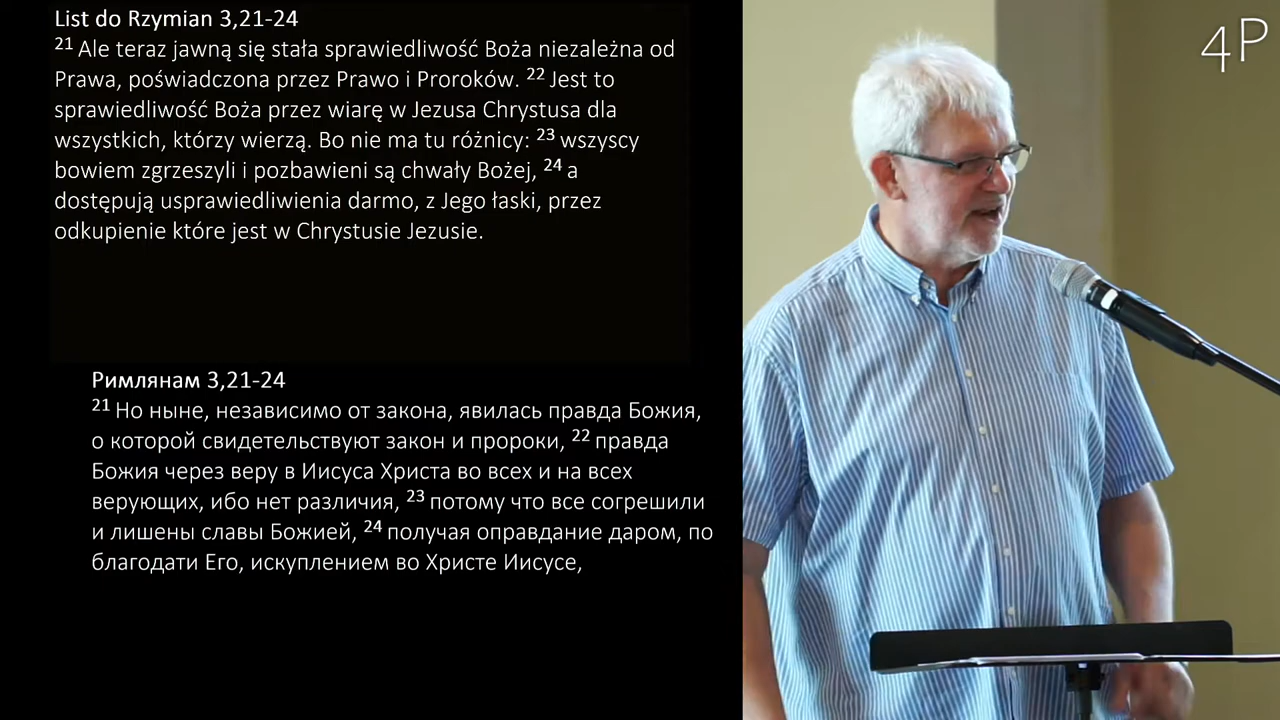 List do Rzymian 3,21-24
21 Ale teraz jawną się stała sprawiedliwość Boża niezależna od
Prawa, poświadczona przez Prawo i Proroków. 22 Jest to
sprawiedliwość Boża przez wiarę w Jezusa Chrystusa dla
wszystkich, którzy wierzą. Bo nie ma tu różnicy: 23 wszyscy
bowiem zgrzeszyli i pozbawieni są chwały Bożej, 24 a
dostępują usprawiedliwienia darmo, z Jego łaski, przez
odkupienie które jest w Chrystusie Jezusie.
Римлянам 3,21-24
21 Но ныне, независимо от закона, явилась правда Божия,
о которой свидетельствуют закон и пророки, 22 правда
Божия через веру в Иисуса Христа во всех и на всех
верующих, ибо нет различия, 23 потому что все согрешили
и лишены славы Божией, 24 получая оправдание даром, по
благодати Его, искуплением во Христе Иисусе,
4P